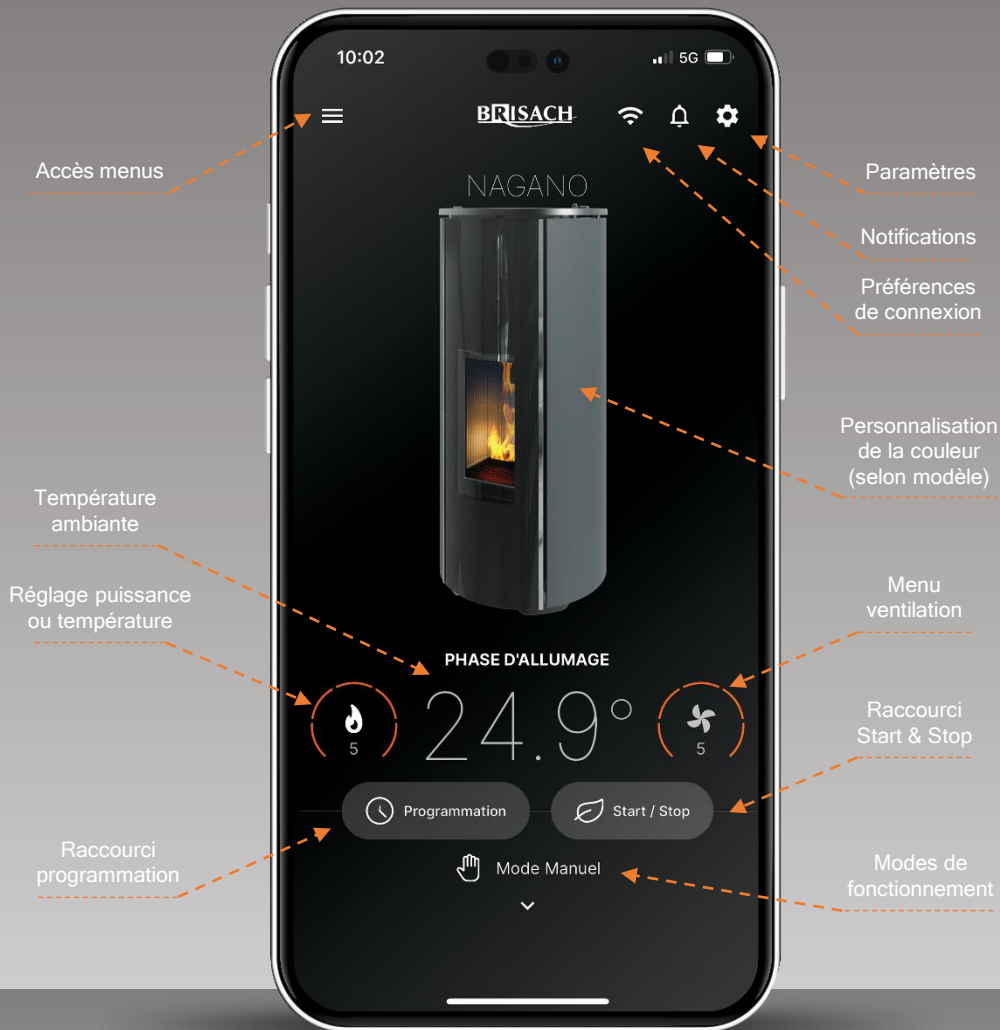 10:02
5G
BRISACH
Accès menus
Paramètres
NAGANO
Notifications
Préférences
de connexion
Personnalisation
de la couleur
(selon modèle)
Température
ambiante
Réglage puissance
ou température
Menu
ventilation
PHASE D'ALLUMAGE
24.9°
5
5
Raccourci
Start & Stop
Programmation
Start / Stop
Raccourci
programmation
Mode Manuel
Modes de
fonctionnement